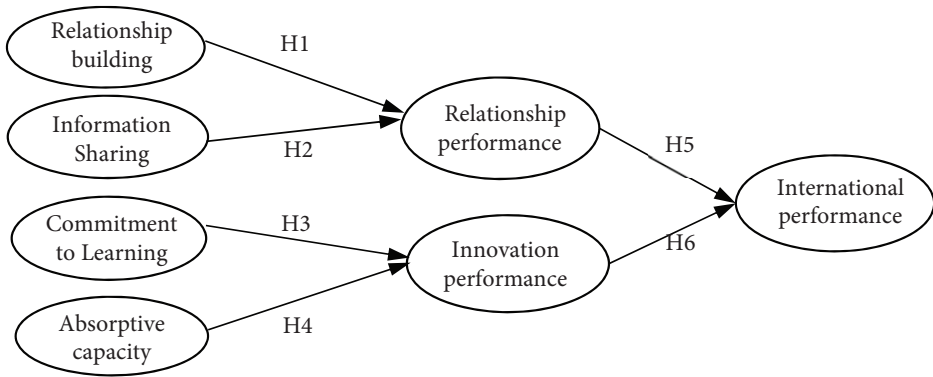 Relationship
building
H1
Information
Sharing
H2
Relationship
performance
H5
International
performance
Commitment
to Learning
H3
Innovation
performance
H6
Absorptive
capacity
H4